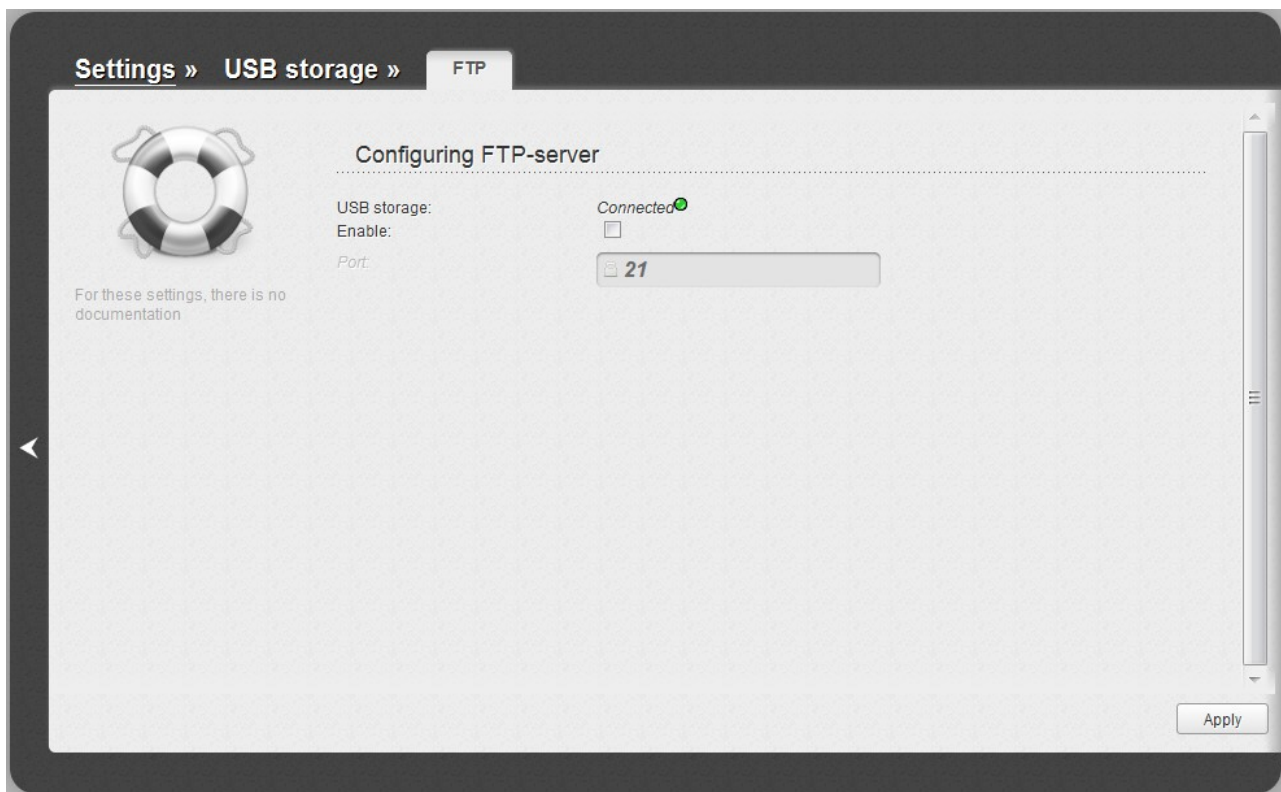 Settings » USB storage » FTP
Configuring FTP-server
USB storage: Connected
Enable:
Port: 21
For these settings, there is no
documentation
Apply